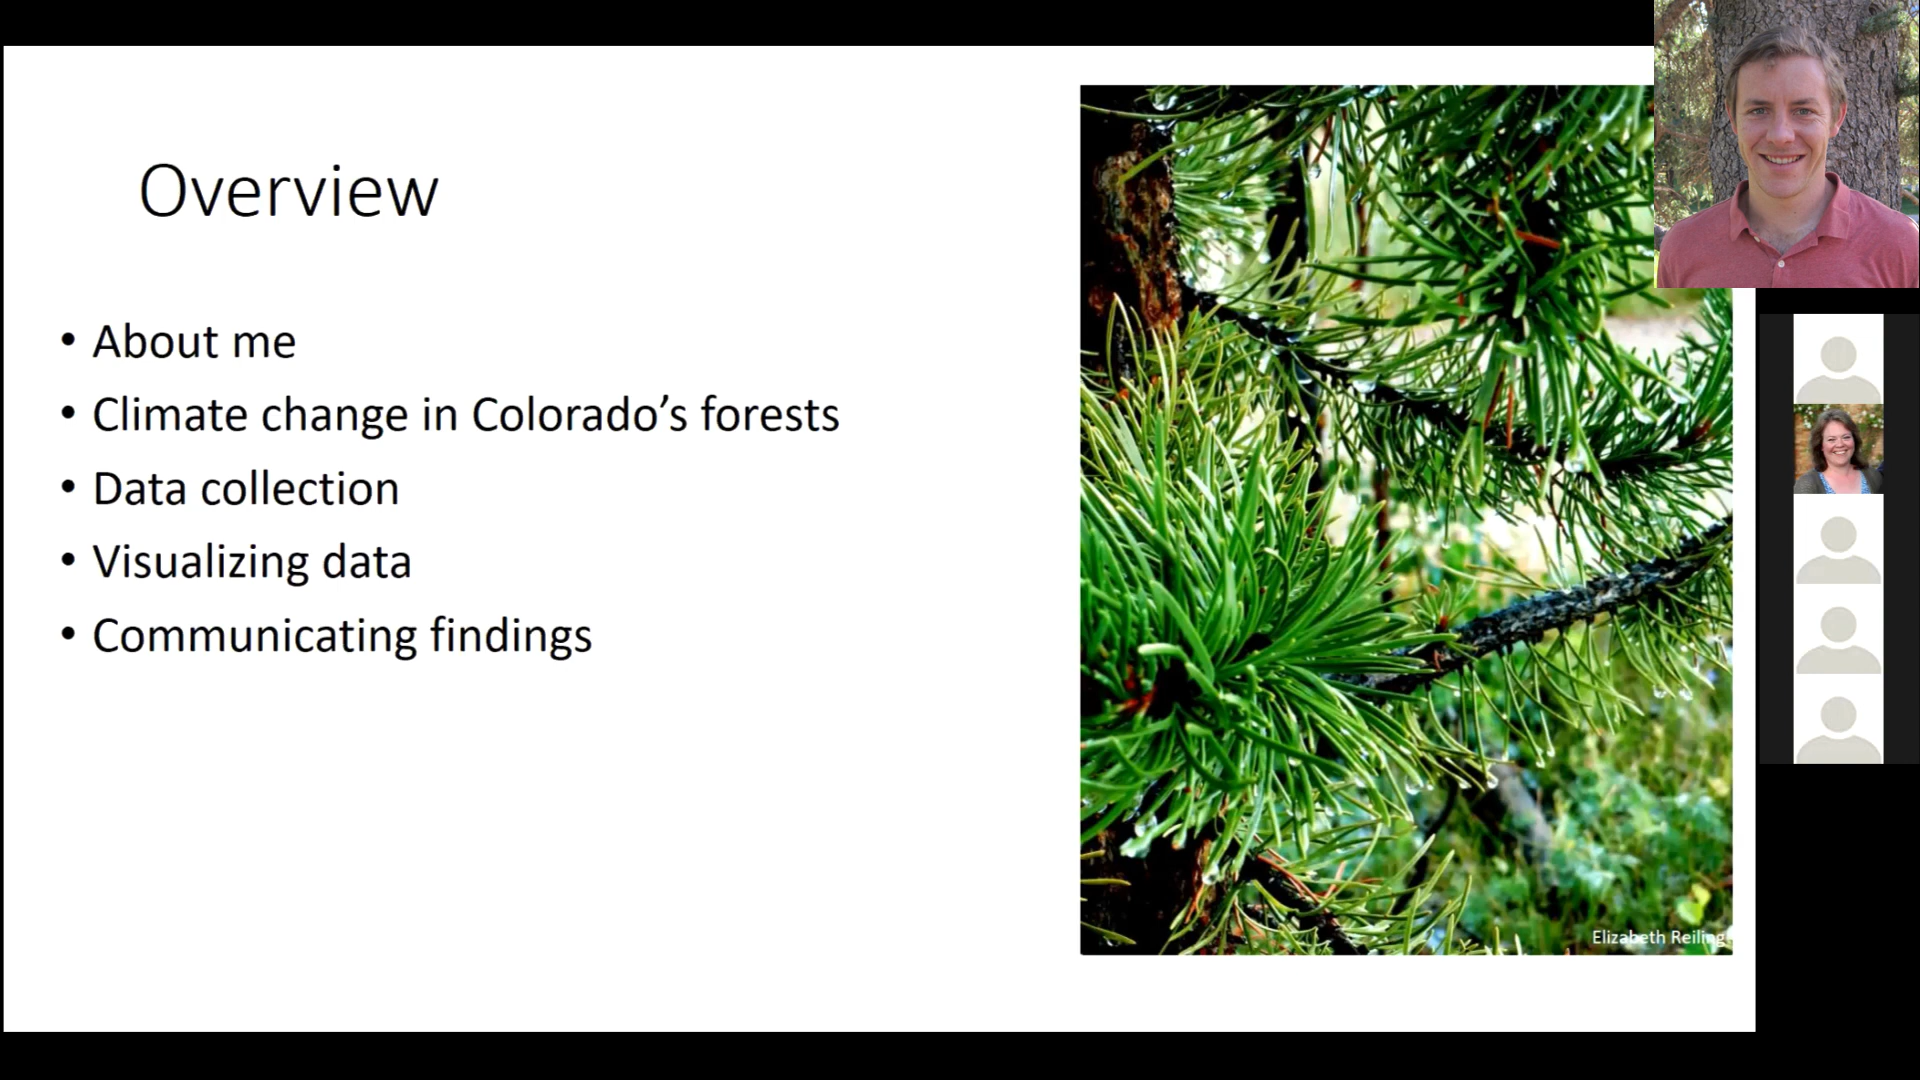 Overview
• About me
• Climate change in Colorado’s forests
• Data collection
• Visualizing data
• Communicating findings
Elizabeth Reiling